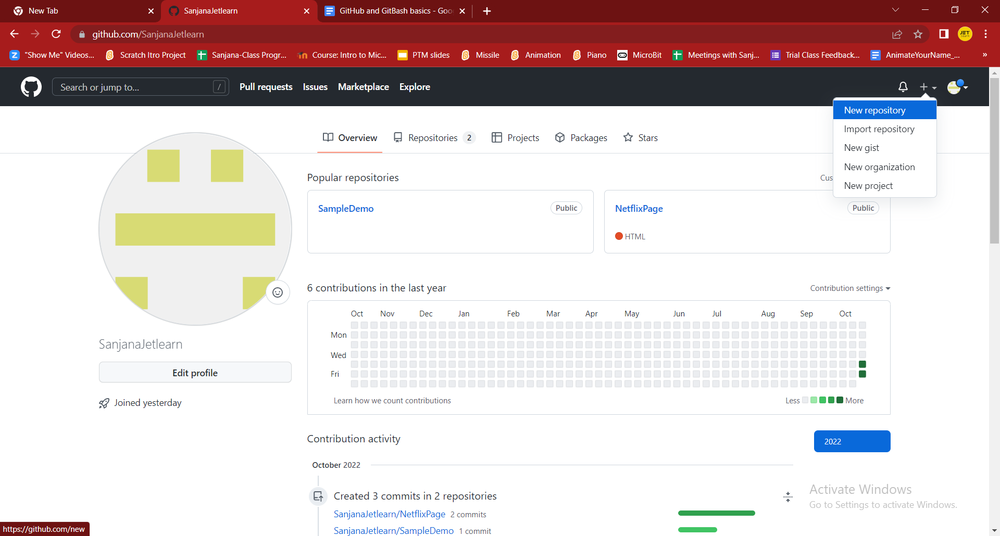 New Tab
SanjanaJetlearn
GitHub and GitBash basics - Goo
github.com/SanjanaJetlearn
JET learn
"Show Me" Videos...
Scratch Itro Project
Sanjana-Class Progr...
Course: Intro to Mic...
PTM slides
Missile
Animation
Piano
MicroBit
Meetings with Sanj...
Trial Class Feedback...
AnimateYourName_...
»
Search or jump to... /
Pull requests
Issues
Marketplace
Explore
New repository
Import repository
New gist
New organization
New project
Overview
Repositories 2
Projects
Packages
Stars
Popular repositories
Cus
SampleDemo
Public
NetflixPage
Public
HTML
6 contributions in the last year
Contribution settings
Oct Nov Dec Jan Feb Mar Apr May Jun Jul Aug Sep Oct
Mon
Wed
Fri
Learn how we count contributions
Less More
SanjanaJetlearn
Edit profile
Joined yesterday
Contribution activity
2022
October 2022
Created 3 commits in 2 repositories
SanjanaJetlearn/NetflixPage 2 commits
SanjanaJetlearn/SampleDemo 1 commit
Activate Windows
Go to Settings to activate Windows.
https://github.com/new